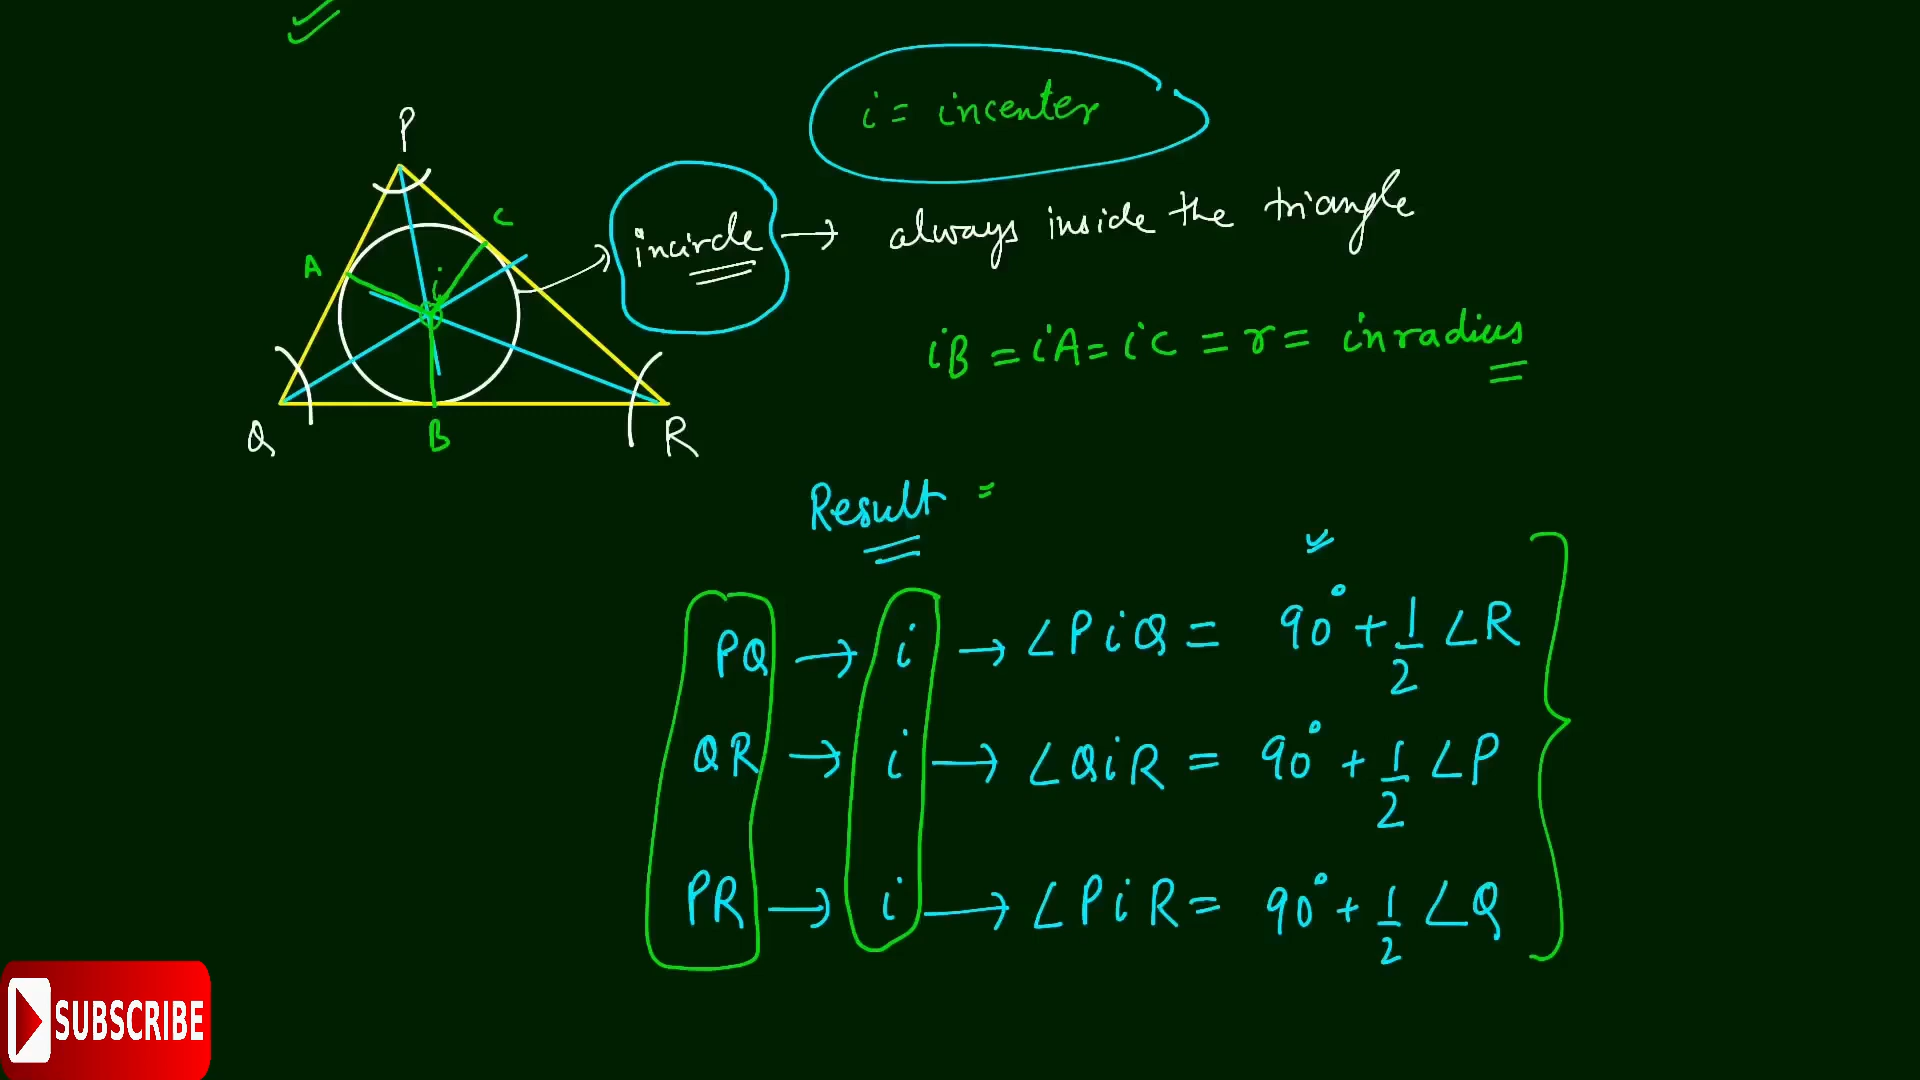 i = incenter
P
C
A
i
incircle → always inside the triangle
iB = iA = iC = r = inradius
Q
B
R
Result =
PQ → i → ∠PiQ = 90° + 1/2 ∠R
QR → i → ∠QiR = 90° + 1/2 ∠P
PR → i → ∠PiR = 90° + 1/2 ∠Q
SUBSCRIBE